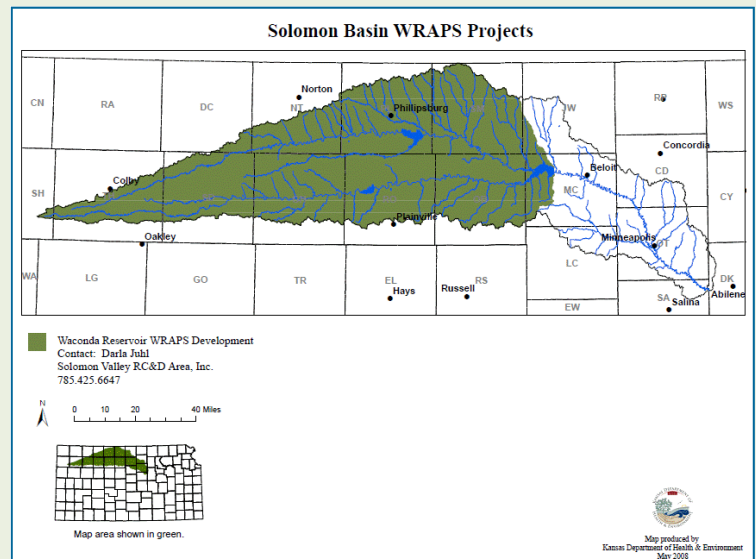 Solomon Basin WRAPS Projects
CN
RA
DC
NT
Norton
Phillipsburg
JW
RP
WS
Concordia
CD
SH
Colby
Beloit
MC
CY
Plainville
Minneapolis
OT
Oakley
WA
LG
GO
TR
EL
Hays
RS
Russell
LC
EW
SA
Salina
DK
Abilene
Waconda Reservoir WRAPS Development
Contact: Darla Juhl
Solomon Valley RC&D Area, Inc.
785.425.6647
N
0 10 20 40 Miles
Map area shown in green.
Map produced by
Kansas Department of Health & Environment
May 2008